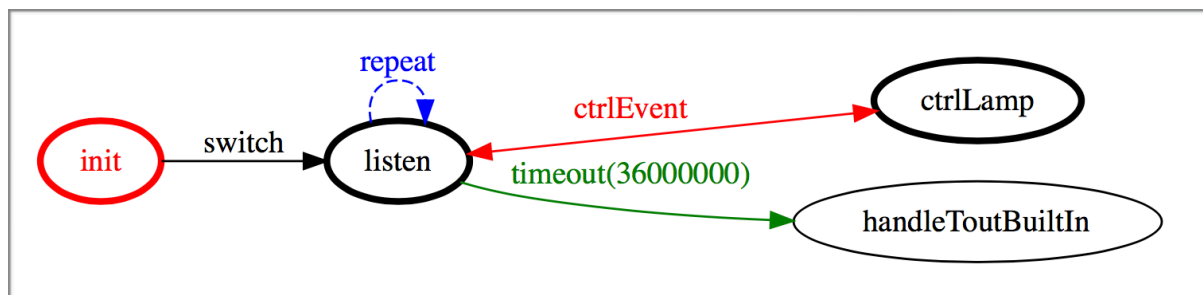 repeat
init
switch
listen
ctrlEvent
ctrlLamp
timeout(36000000)
handleToutBuiltIn